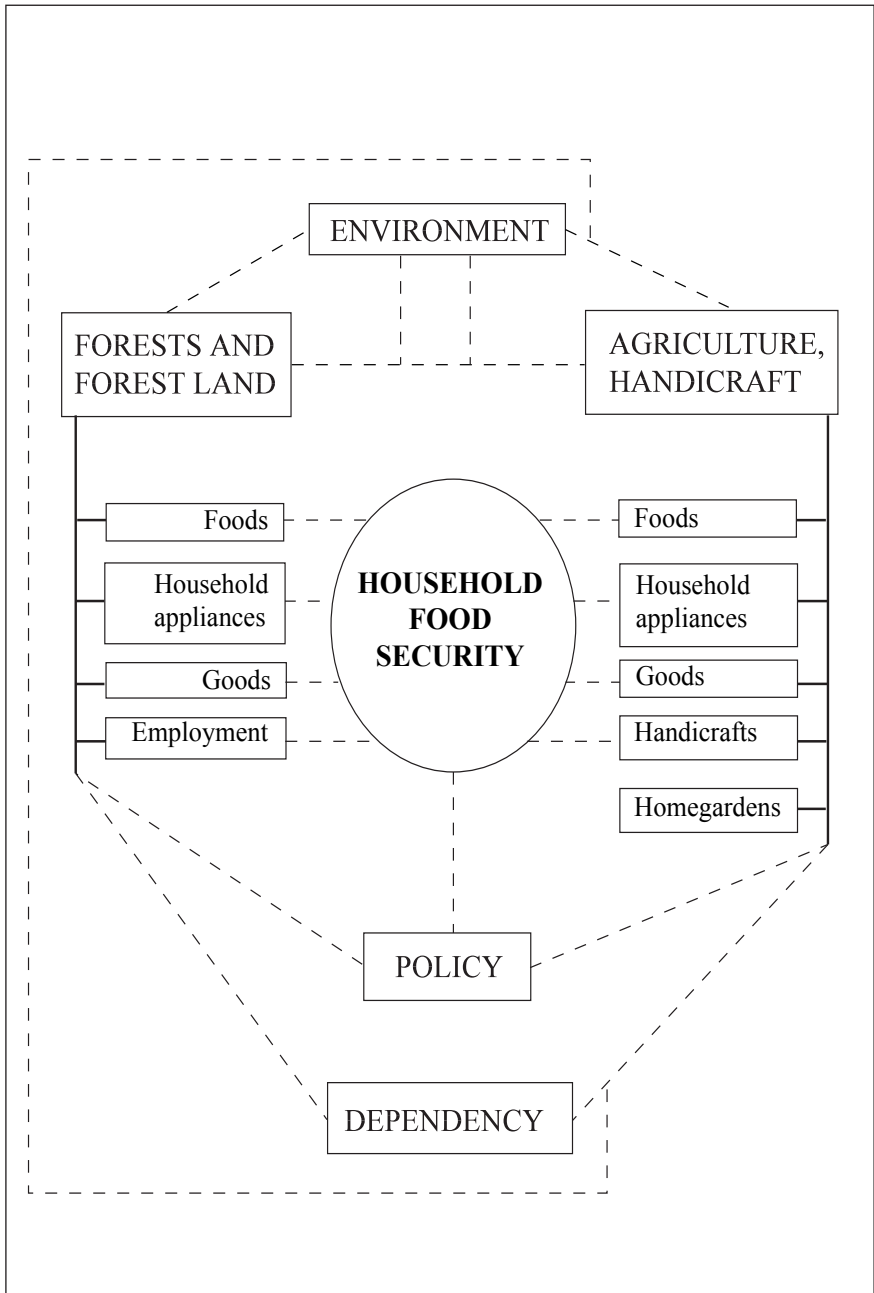 ENVIRONMENT
FORESTS AND
FOREST LAND
AGRICULTURE,
HANDICRAFT
Foods
Household
appliances
Goods
Employment
HOUSEHOLD
FOOD
SECURITY
Foods
Household
appliances
Goods
Handicrafts
Homegardens
POLICY
DEPENDENCY